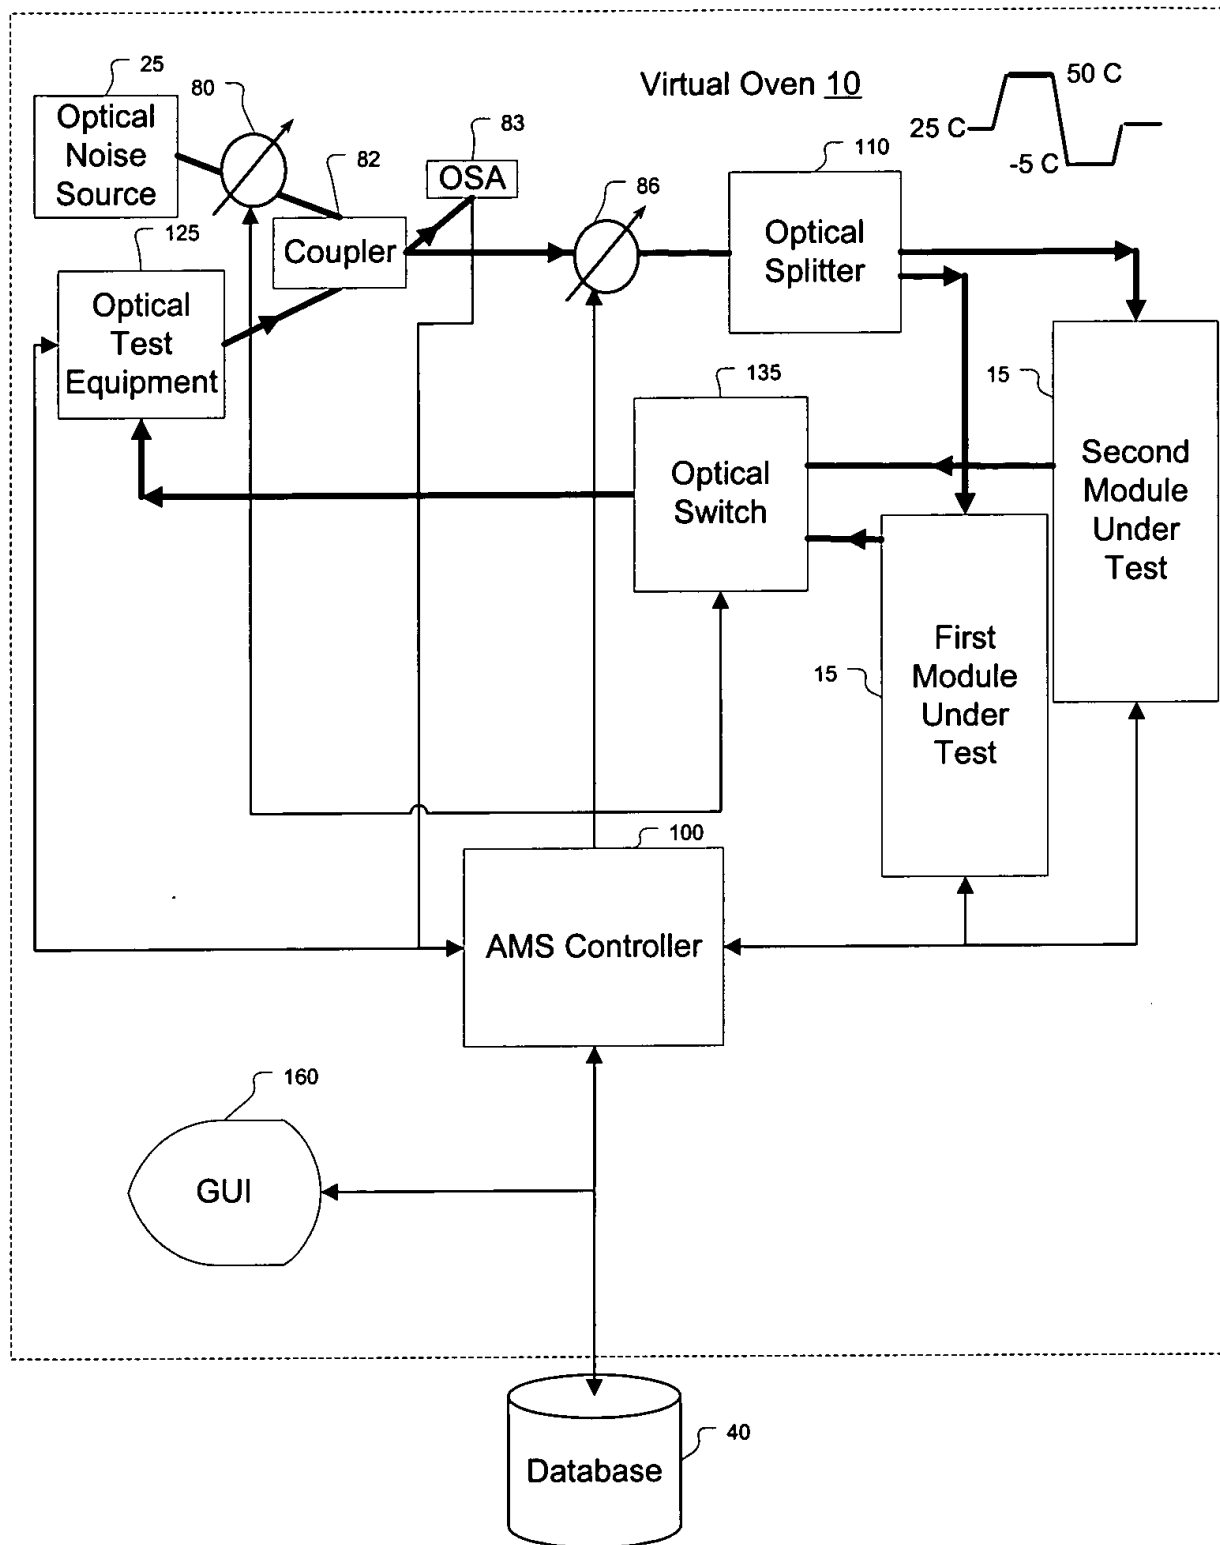 25
Optical
Noise
Source
80
82
83
OSA
Virtual Oven 10
25 C
50 C
-5 C
110
Optical
Splitter
86
125
Optical
Test
Equipment
Coupler
135
Optical
Switch
15
Second
Module
Under
Test
15
First
Module
Under
Test
100
AMS Controller
160
GUI
40
Database